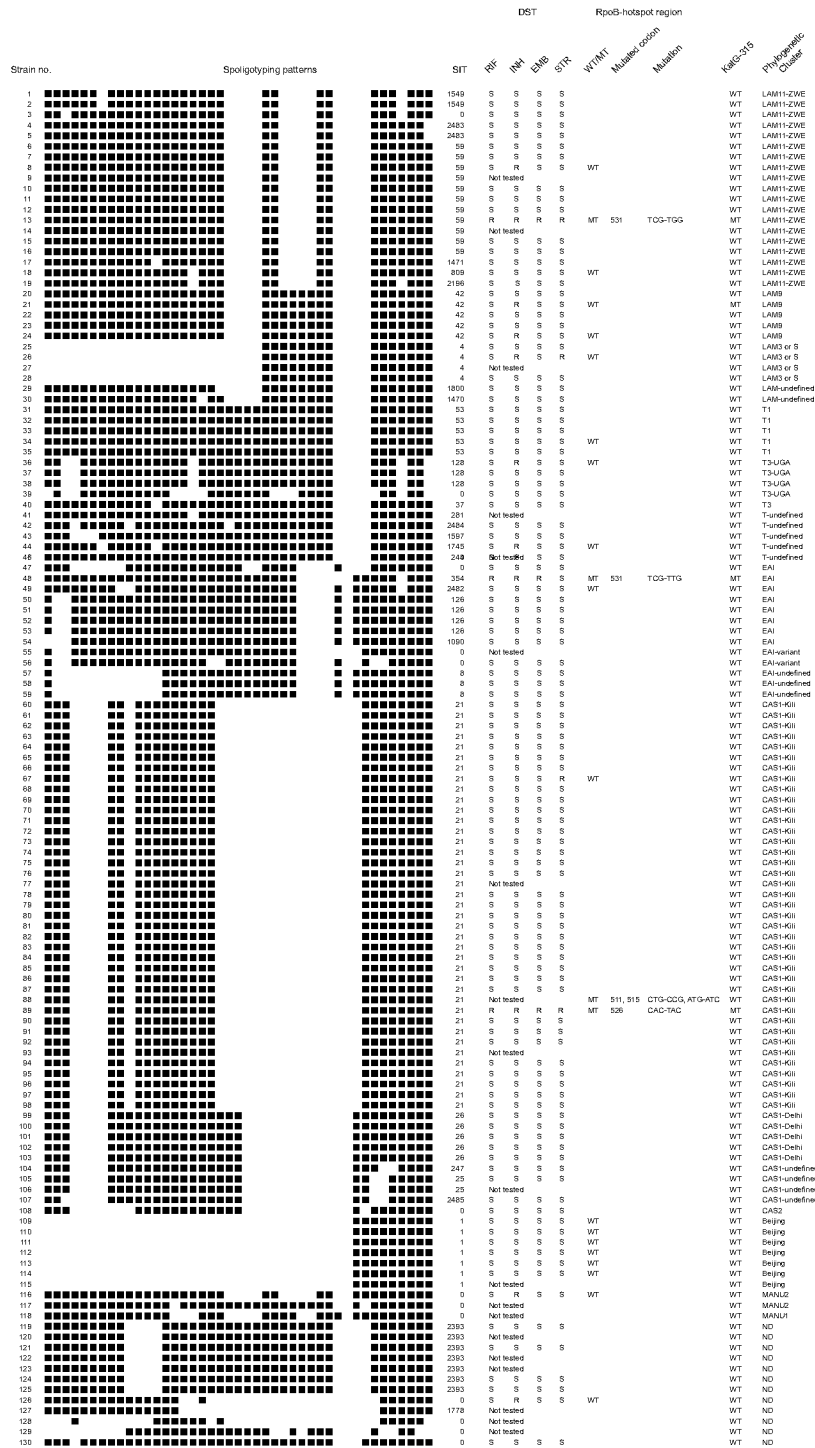 DST RpoB-hotspot region
Strain no. Spoligotyping patterns SIT RIF INH EMB STR WT/MT Mutated codon Mutation KatG-315 Phylogenetic Cluster
1 1549 S S S S WT LAM11-ZWE
2 1549 S S S S WT LAM11-ZWE
3 0 S S S S WT LAM11-ZWE
4 2483 S S S S WT LAM11-ZWE
5 2483 S S S S WT LAM11-ZWE
6 59 S S S S WT LAM11-ZWE
7 59 S S S S WT LAM11-ZWE
8 59 S R S S WT WT LAM11-ZWE
9 59 Not tested WT LAM11-ZWE
10 59 S S S S WT LAM11-ZWE
11 59 S S S S WT LAM11-ZWE
12 59 S S S S WT LAM11-ZWE
13 59 R R R R MT 531 TCG-TGG MT LAM11-ZWE
14 59 Not tested WT LAM11-ZWE
15 59 S S S S WT LAM11-ZWE
16 59 S S S S WT LAM11-ZWE
17 1471 S S S S WT LAM11-ZWE
18 809 S S S S WT WT LAM11-ZWE
19 2196 S S S S WT LAM11-ZWE
20 42 S S S S WT LAM9
21 42 S R S S WT MT LAM9
22 42 S S S S WT LAM9
23 42 S S S S WT LAM9
24 42 S R S S WT WT LAM9
25 4 S S S S WT LAM3 or S
26 4 S R S R WT WT LAM3 or S
27 4 Not tested WT LAM3 or S
28 4 S S S S WT LAM3 or S
29 1800 S S S S WT LAM-undefined
30 1470 S S S S WT LAM-undefined
31 53 S S S S WT T1
32 53 S S S S WT T1
33 53 S S S S WT T1
34 53 S S S S WT WT T1
35 53 S S S S WT T1
36 128 S R S S WT WT T3-UGA
37 128 S S S S WT T3-UGA
38 128 S S S S WT T3-UGA
39 0 S S S S WT T3-UGA
40 37 S S S S WT T3
41 281 Not tested WT T-undefined
42 2484 S S S S WT T-undefined
43 1597 S S S S WT T-undefined
44 1745 S R S S WT WT T-undefined
Not tested S S WT T-undefined
47 0 S S S S WT EAI
48 354 R R R S MT 531 TCG-TTG MT EAI
49 2482 S S S S WT WT EAI
50 126 S S S S WT EAI
51 126 S S S S WT EAI
52 126 S S S S WT EAI
53 126 S S S S WT EAI
54 1090 S S S S WT EAI
55 0 Not tested WT EAI-variant
56 0 S S S S WT EAI-variant
57 8 S S S S WT EAI-undefined
58 8 S S S S WT EAI-undefined
59 8 S S S S WT EAI-undefined
60 21 S S S S WT CAS1-Kili
61 21 S S S S WT CAS1-Kili
62 21 S S S S WT CAS1-Kili
63 21 S S S S WT CAS1-Kili
64 21 S S S S WT CAS1-Kili
65 21 S S S S WT CAS1-Kili
66 21 S S S S WT CAS1-Kili
67 21 S S S R WT WT CAS1-Kili
68 21 S S S S WT CAS1-Kili
69 21 S S S S WT CAS1-Kili
70 21 S S S S WT CAS1-Kili
71 21 S S S S WT CAS1-Kili
72 21 S S S S WT CAS1-Kili
73 21 S S S S WT CAS1-Kili
74 21 S S S S WT CAS1-Kili
75 21 S S S S WT CAS1-Kili
76 21 S S S S WT CAS1-Kili
77 21 Not tested WT CAS1-Kili
78 21 S S S S WT CAS1-Kili
79 21 S S S S WT CAS1-Kili
80 21 S S S S WT CAS1-Kili
81 21 S S S S WT CAS1-Kili
82 21 S S S S WT CAS1-Kili
83 21 S S S S WT CAS1-Kili
84 21 S S S S WT CAS1-Kili
85 21 S S S S WT CAS1-Kili
86 21 S S S S WT CAS1-Kili
87 21 S S S S WT CAS1-Kili
88 21 Not tested MT 511, 515 CTG-CCG, ATG-ATC WT CAS1-Kili
89 21 R R R R MT 526 CAC-TAC MT CAS1-Kili
90 21 S S S S WT CAS1-Kili
91 21 S S S S WT CAS1-Kili
92 21 S S S S WT CAS1-Kili
93 21 Not tested WT CAS1-Kili
94 21 S S S S WT CAS1-Kili
95 21 S S S S WT CAS1-Kili
96 21 S S S S WT CAS1-Kili
97 21 S S S S WT CAS1-Kili
98 21 S S S S WT CAS1-Kili
99 26 S S S S WT CAS1-Delhi
100 26 S S S S WT CAS1-Delhi
101 26 S S S S WT CAS1-Delhi
102 26 S S S S WT CAS1-Delhi
103 26 S S S S WT CAS1-Delhi
104 247 S S S S WT CAS1-undefined
105 25 S S S S WT CAS1-undefined
106 25 Not tested WT CAS1-undefined
107 2485 S S S S WT CAS1-undefined
108 0 S S S S WT CAS2
109 1 S S S S WT WT Beijing
110 1 S S S S WT WT Beijing
111 1 S S S S WT WT Beijing
112 1 S S S S WT WT Beijing
113 1 S S S S WT WT Beijing
114 1 S S S S WT WT Beijing
115 1 Not tested WT Beijing
116 0 S R S S WT WT MANU2
117 0 Not tested WT MANU2
118 0 Not tested WT MANU1
119 2393 S S S S WT ND
120 2393 Not tested WT ND
121 2393 S S S S WT ND
122 2393 Not tested WT ND
123 2393 Not tested WT ND
124 2393 S S S S WT ND
125 2393 S S S S WT ND
126 0 S R S S WT WT ND
127 1778 Not tested WT ND
128 0 Not tested WT ND
129 0 Not tested WT ND
130 0 S S S S WT ND